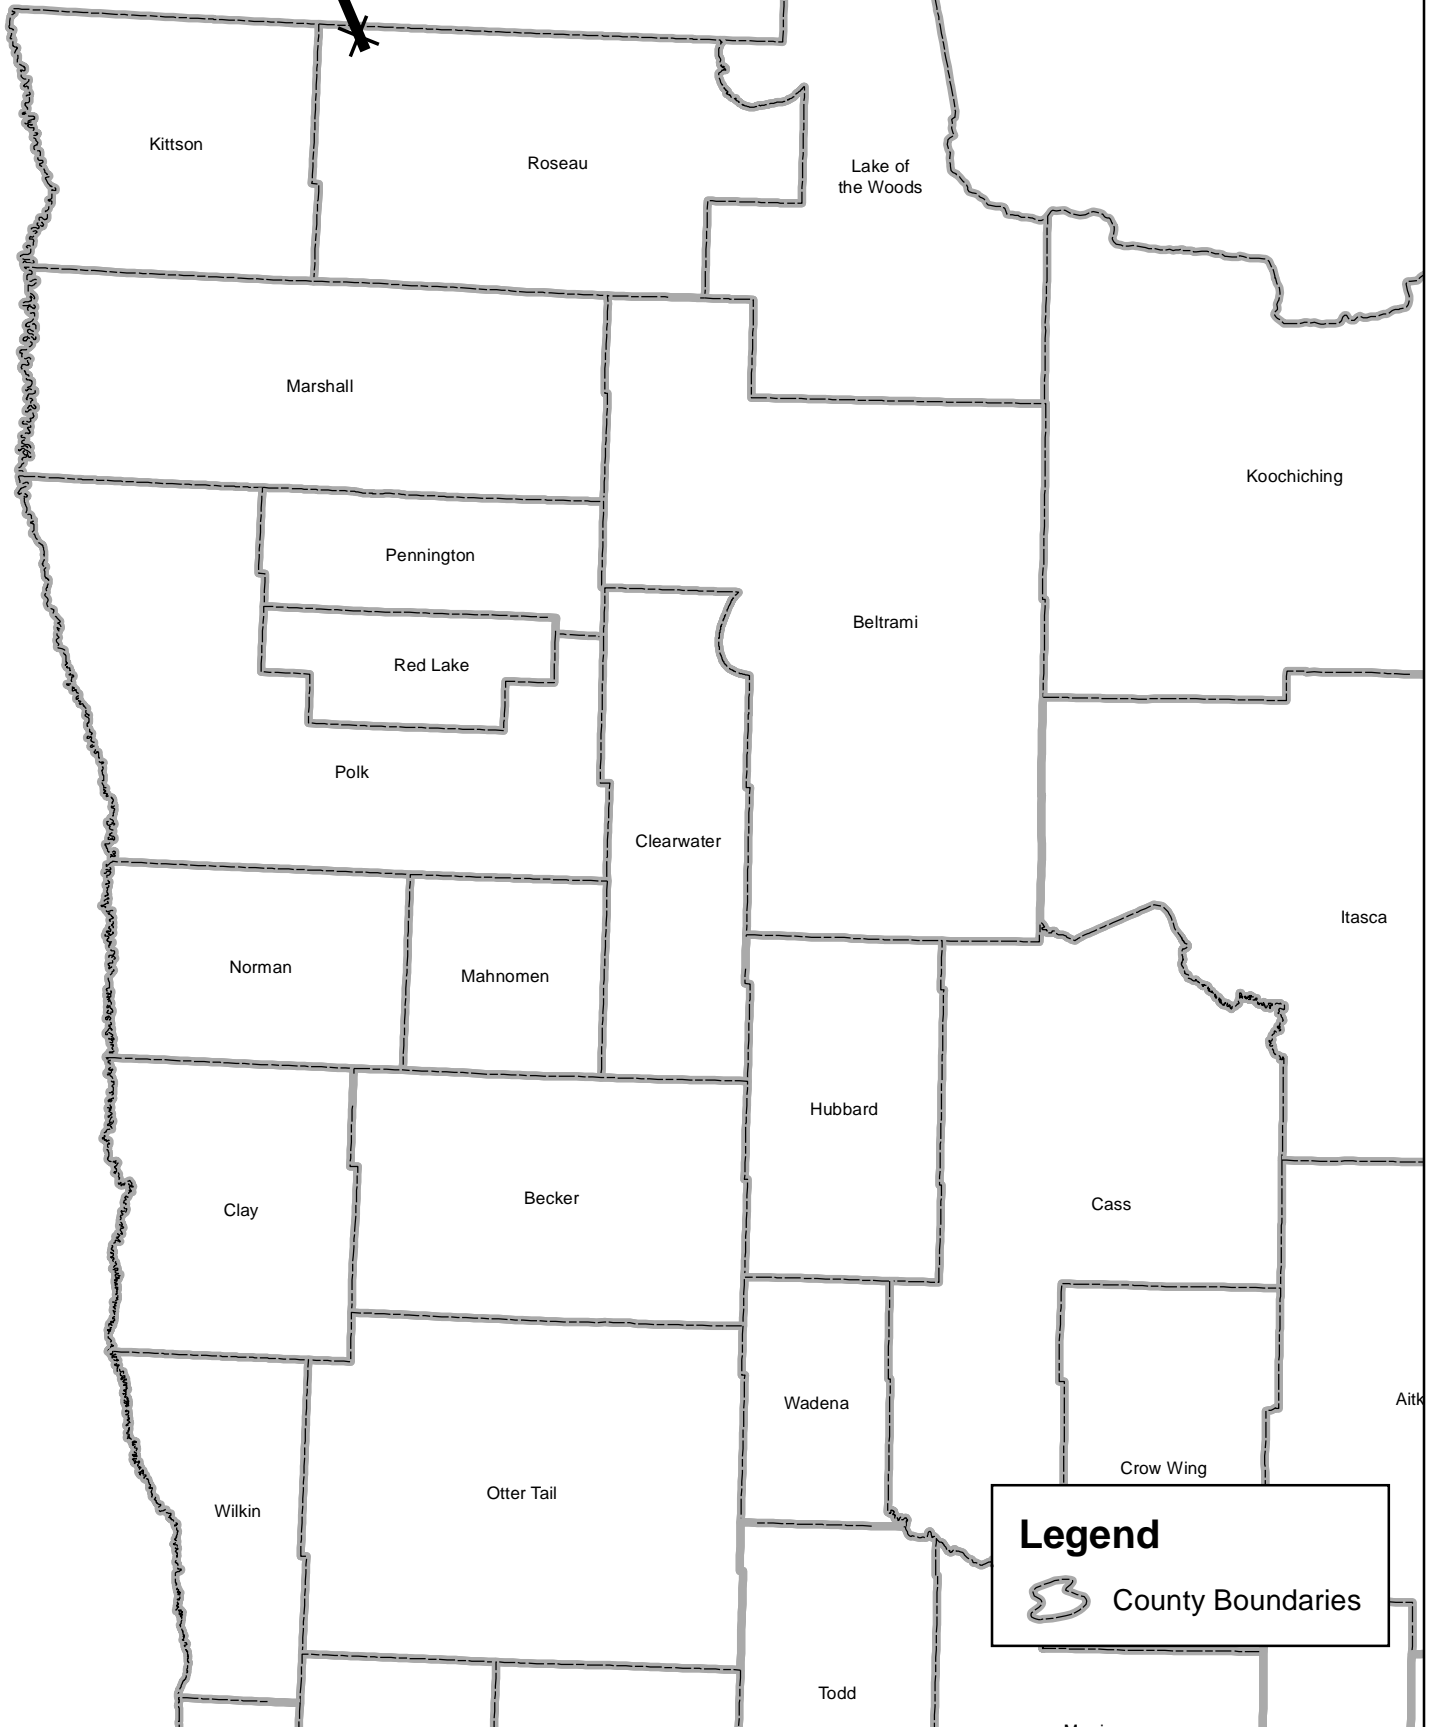 Kittson
Roseau
Lake of
the Woods
Marshall
Koochiching
Pennington
Beltrami
Red Lake
Polk
Clearwater
Itasca
Norman
Mahnomen
Hubbard
Becker
Cass
Clay
Aitk
Wadena
Crow Wing
Otter Tail
Wilkin
Legend
County Boundaries
Todd